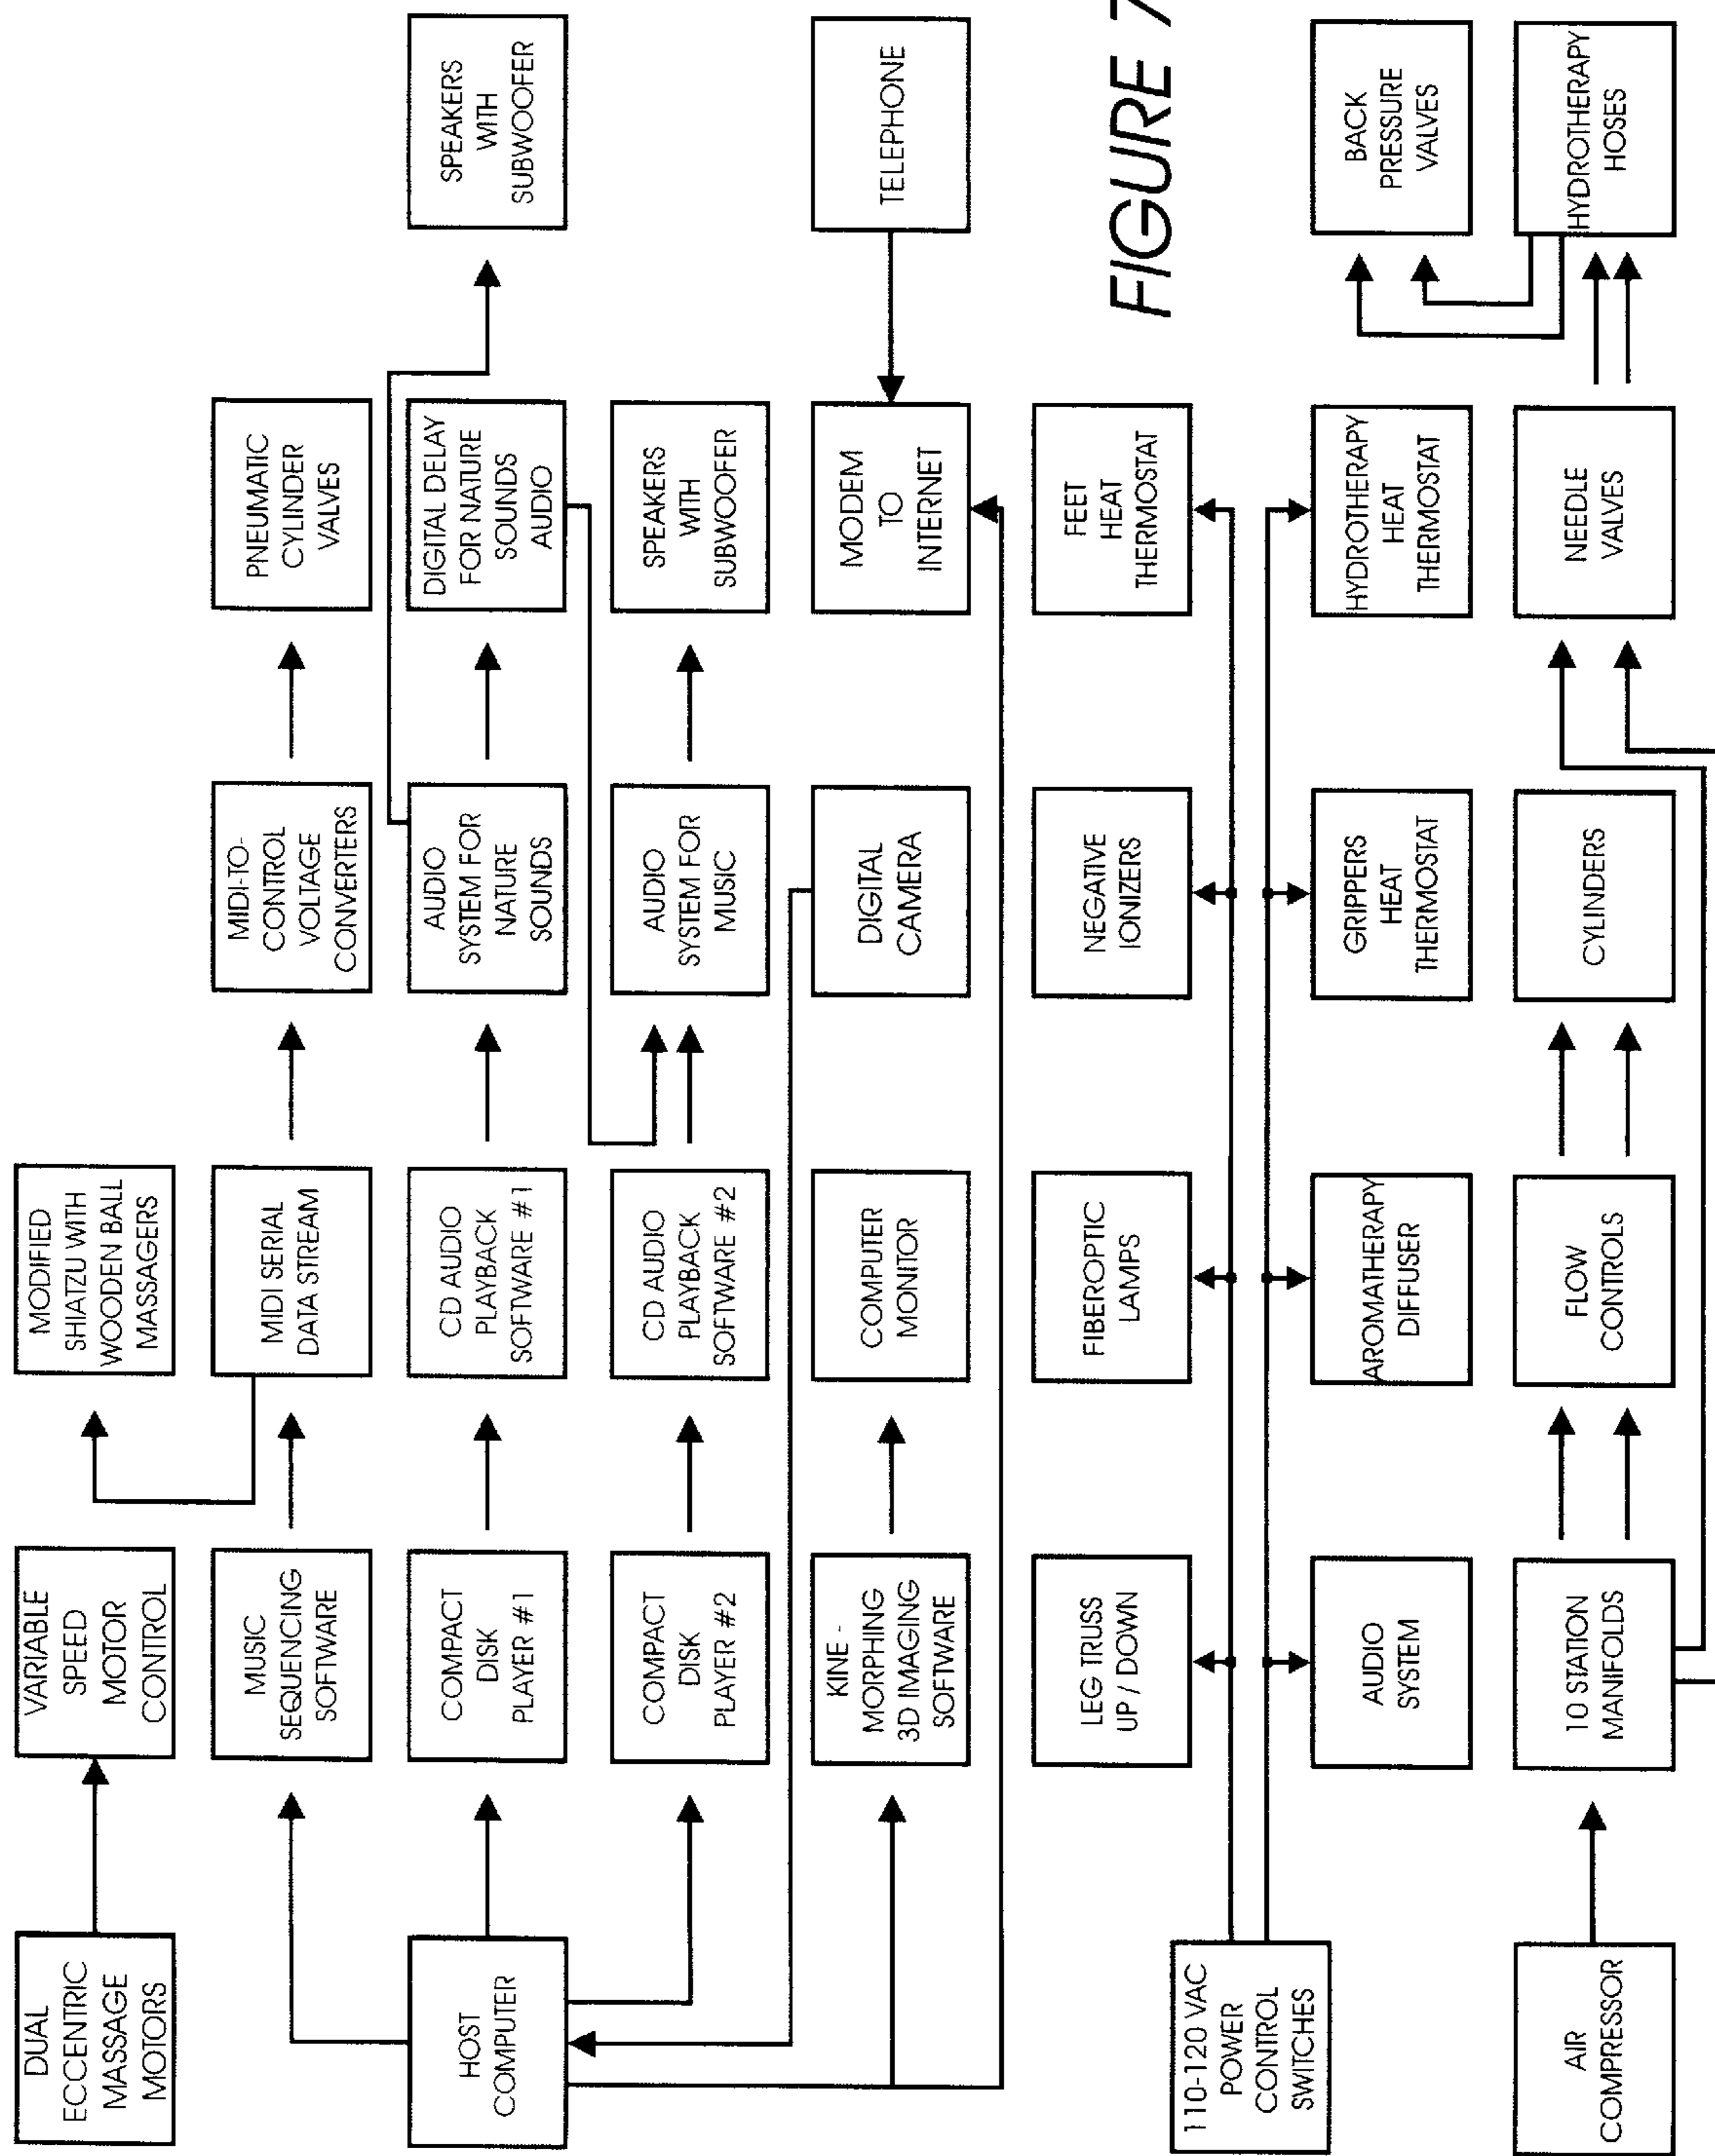 DUAL
ECCENTRIC
MASSAGE
MOTORS
VARIABLE
SPEED
MOTOR
CONTROL
MODIFIED
SHIATZU WITH
WOODEN BALL
MASSAGERS
MUSIC
SEQUENCING
SOFTWARE
MIDI SERIAL
DATA STREAM
MIDI-TO-
CONTROL
VOLTAGE
CONVERTERS
PNEUMATIC
CYLINDER
VALVES
HOST
COMPUTER
COMPACT
DISK
PLAYER #1
CD AUDIO
PLAYBACK
SOFTWARE #1
AUDIO
SYSTEM FOR
NATURE
SOUNDS
DIGITAL DELAY
FOR NATURE
SOUNDS
AUDIO
SPEAKERS
WITH
SUBWOOFER
COMPACT
DISK
PLAYER #2
CD AUDIO
PLAYBACK
SOFTWARE #2
AUDIO
SYSTEM FOR
MUSIC
SPEAKERS
WITH
SUBWOOFER
KINE -
MORPHING
3D IMAGING
SOFTWARE
COMPUTER
MONITOR
DIGITAL
CAMERA
MODEM
TO
INTERNET
TELEPHONE
LEG TRUSS
UP / DOWN
FIBEROPTIC
LAMPS
NEGATIVE
IONIZERS
FEET
HEAT
THERMOSTAT
FIGURE 7
110-120 VAC
POWER
CONTROL
SWITCHES
AUDIO
SYSTEM
AROMATHERAPY
DIFFUSER
GRIPPERS
HEAT
THERMOSTAT
HYDROTHERAPY
HEAT
THERMOSTAT
BACK
PRESSURE
VALVES
AIR
COMPRESSOR
10 STATION
MANIFOLDS
FLOW
CONTROLS
CYLINDERS
NEEDLE
VALVES
HYDROTHERAPY
HOSES